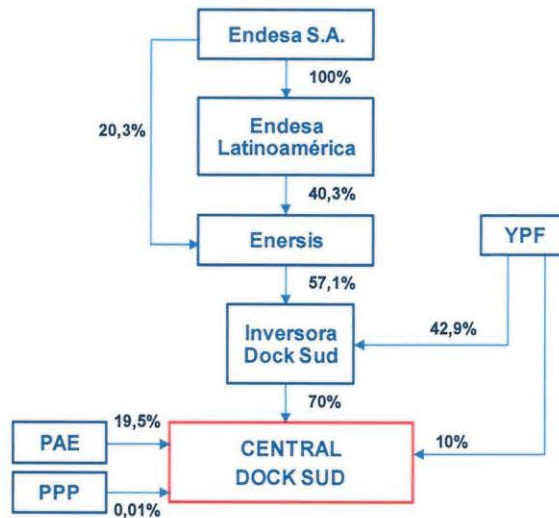 Endesa S.A.
100%
20,3%
Endesa
Latinoamérica
40,3%
Enersis
YPF
57,1%
Inversora
Dock Sud
42,9%
70%
19,5%
PAE
CENTRAL
DOCK SUD
10%
PPP
0,01%